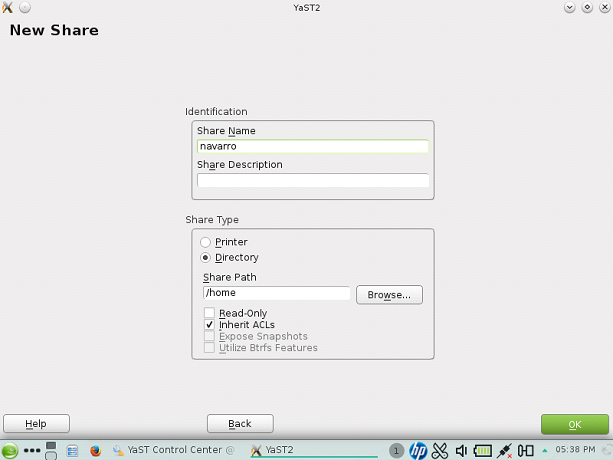 YaST2
New Share
Identification
Share Name
navarro
Share Description
Share Type
Printer
Directory
Share Path
/home
Browse...
Read-Only
Inherit ACLs
Expose Snapshots
Utilize Btrfs Features
Help
Back
OK
YaST Control Center @
YaST2
1
hp
05:38 PM